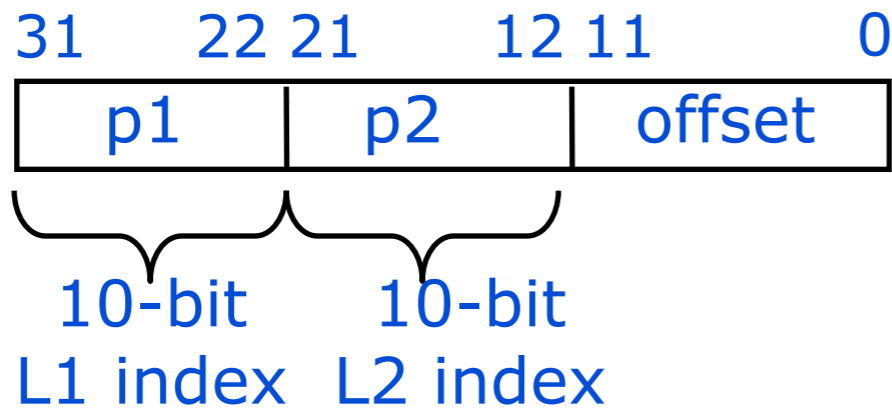 31 22 21 12 11 0
p1 p2 offset
10-bit 10-bit
L1 index L2 index